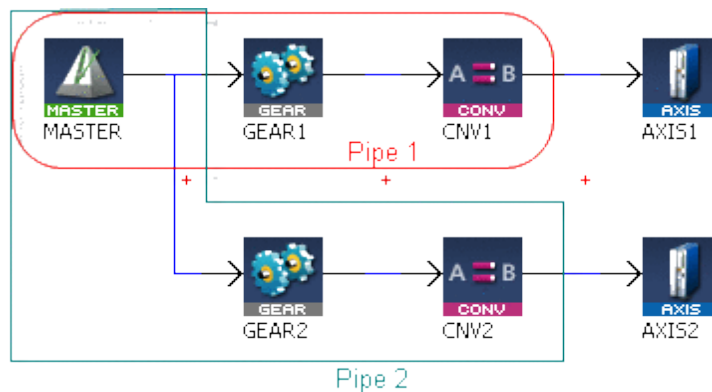 A B
MASTER GEAR CONV AXIS
MASTER GEAR1 CNV1 AXIS1
Pipe 1
A B
GEAR CONV AXIS
GEAR2 CNV2 AXIS2
Pipe 2